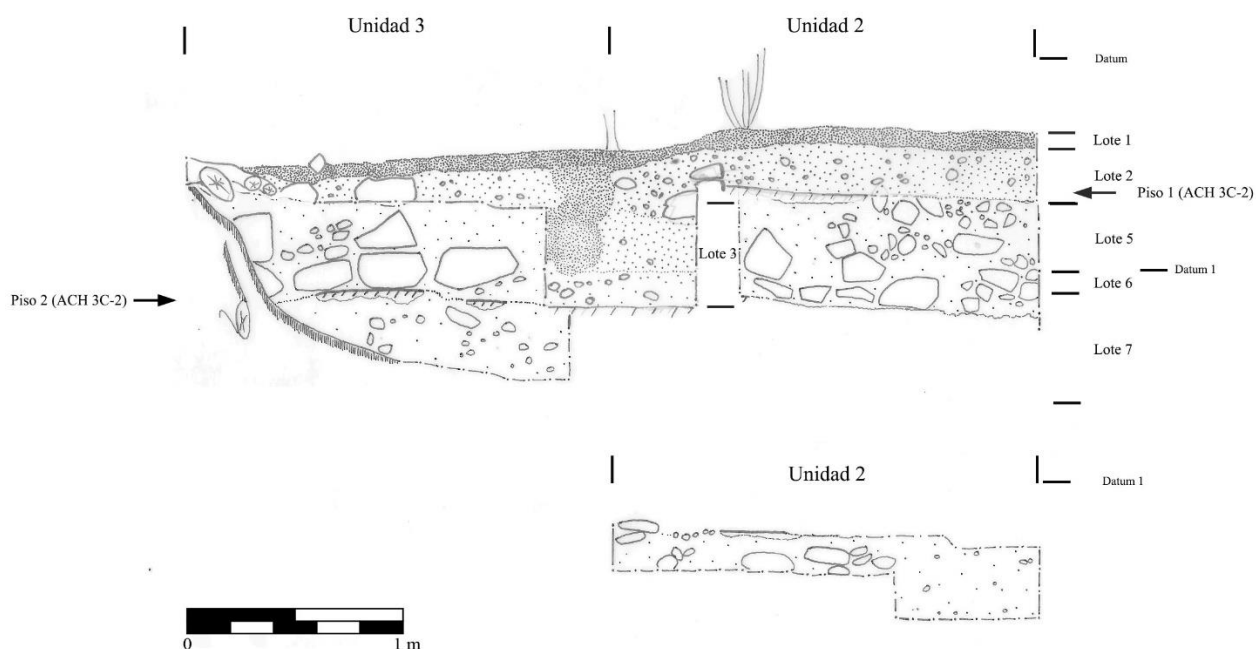 Unidad 3
Unidad 2
Datum
Lote 1
Lote 2
Piso 1 (ACH 3C-2)
Lote 5
Lote 3
Lote 6
Datum 1
Piso 2 (ACH 3C-2)
Lote 7
Unidad 2
Datum 1
0
1 m